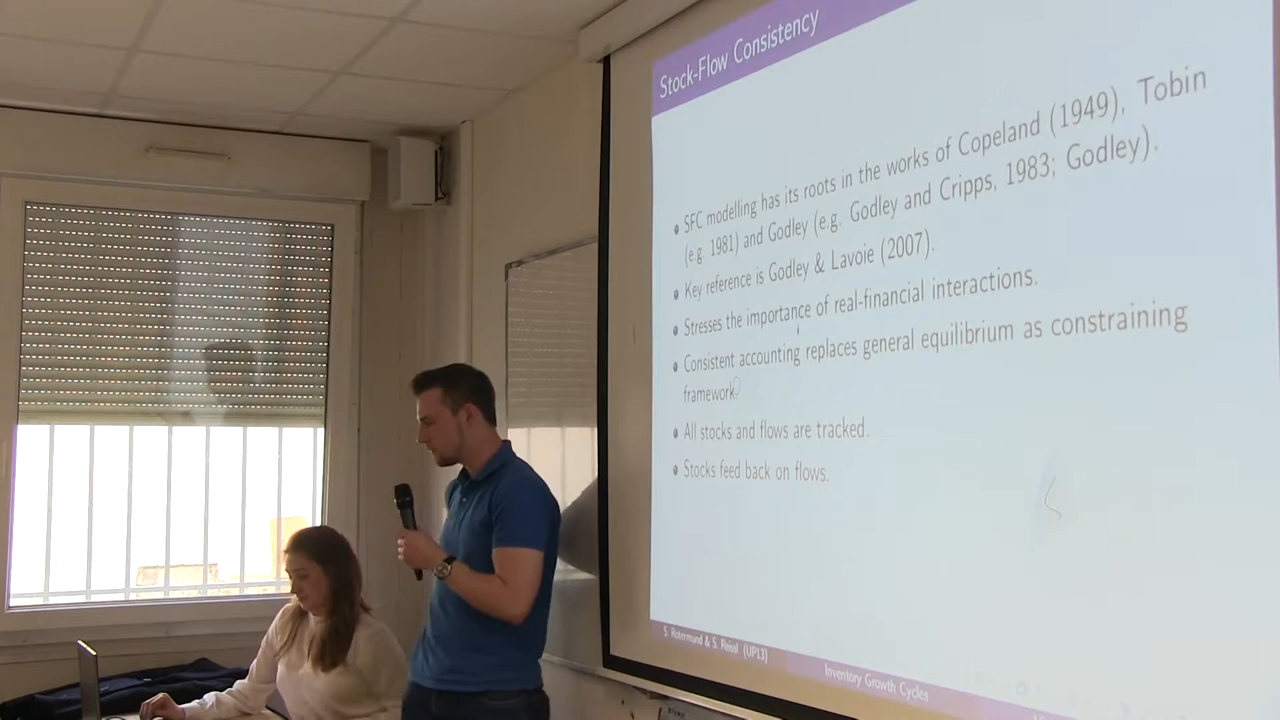 Stock-Flow Consistency
SFC modelling has its roots in the works of Copeland (1949), Tobin
(e.g. 1981) and Godley (e.g. Godley and Cripps, 1983; Godley).
Key reference is Godley & Lavoie (2007).
Stresses the importance of real-financial interactions.
Consistent accounting replaces general equilibrium as constraining
framework.
All stocks and flows are tracked.
Stocks feed back on flows.
S. Rotermund & S. Reissl (UP13)
Inventory Growth Cycles